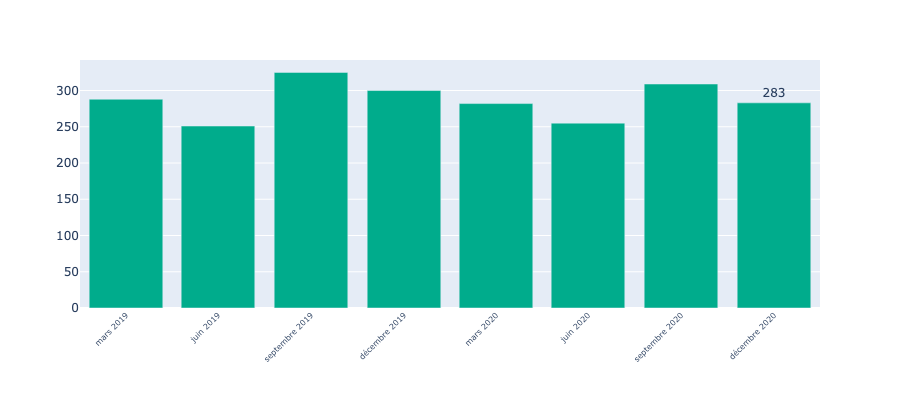 300
250
200
150
100
50
0
283
mars 2019
juin 2019
septembre 2019
décembre 2019
mars 2020
juin 2020
septembre 2020
décembre 2020